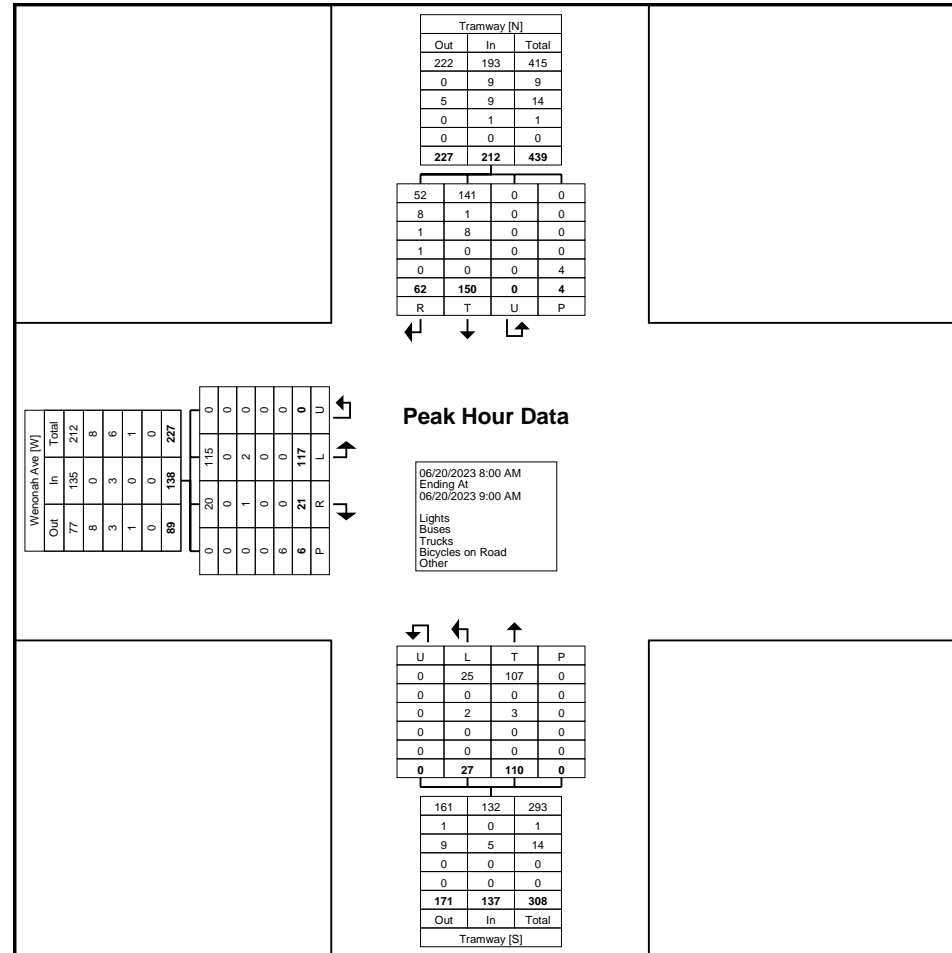 Tramway [N]
Out In Total
222 193 415
0 9 9
5 9 14
0 1 1
0 0 0
227 212 439
52 141 0 0
8 1 0 0
1 8 0 0
1 0 0 0
0 0 0 4
62 150 0 4
R T U P
Wenonah Ave [W]
Out In Total
77 135 212
8 0 8
3 3 6
1 0 1
0 0 0
89 138 227
0 20 115 0
0 0 0 0
0 1 2 0
0 0 0 0
6 0 0 0
6 21 117 0
P R L U
Peak Hour Data
06/20/2023 8:00 AM
Ending At
06/20/2023 9:00 AM
Lights
Buses
Trucks
Bicycles on Road
Other
U L T P
0 25 107 0
0 0 0 0
0 2 3 0
0 0 0 0
0 0 0 0
0 27 110 0
161 132 293
1 0 1
9 5 14
0 0 0
0 0 0
171 137 308
Out In Total
Tramway [S]